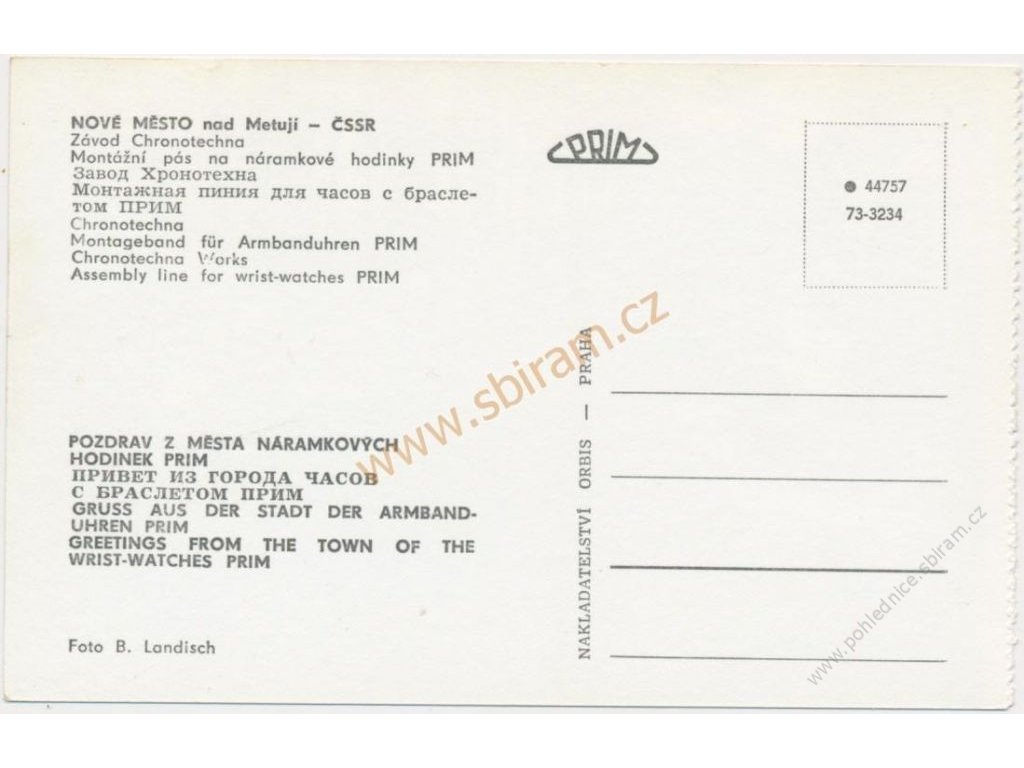 NOVÉ MĚSTO nad Metují – ČSSR
Závod Chronotechna
Montážní pás na náramkové hodinky PRIM
Завод Хронотехна
Монтажная пиния для часов с брасле-
том ПРИМ
Chronotechna
Montageband für Armbanduhren PRIM
Chronotechna Works
Assembly line for wrist-watches PRIM
POZDRAV Z MĚSTA NÁRAMKOVÝCH
HODINEK PRIM
ПРИВЕТ ИЗ ГОРОДА ЧАСОВ
С БРАСЛЕТОМ ПРИМ
GRUSS AUS DER STADT DER ARMBAND-
UHREN PRIM
GREETINGS FROM THE TOWN OF THE
WRIST-WATCHES PRIM
Foto B. Landisch
PRIM
NAKLADATELSTVÍ ORBIS — PRAHA
● 44757
73-3234
www.sbiram.cz
www.pohlednice.sbiram.cz